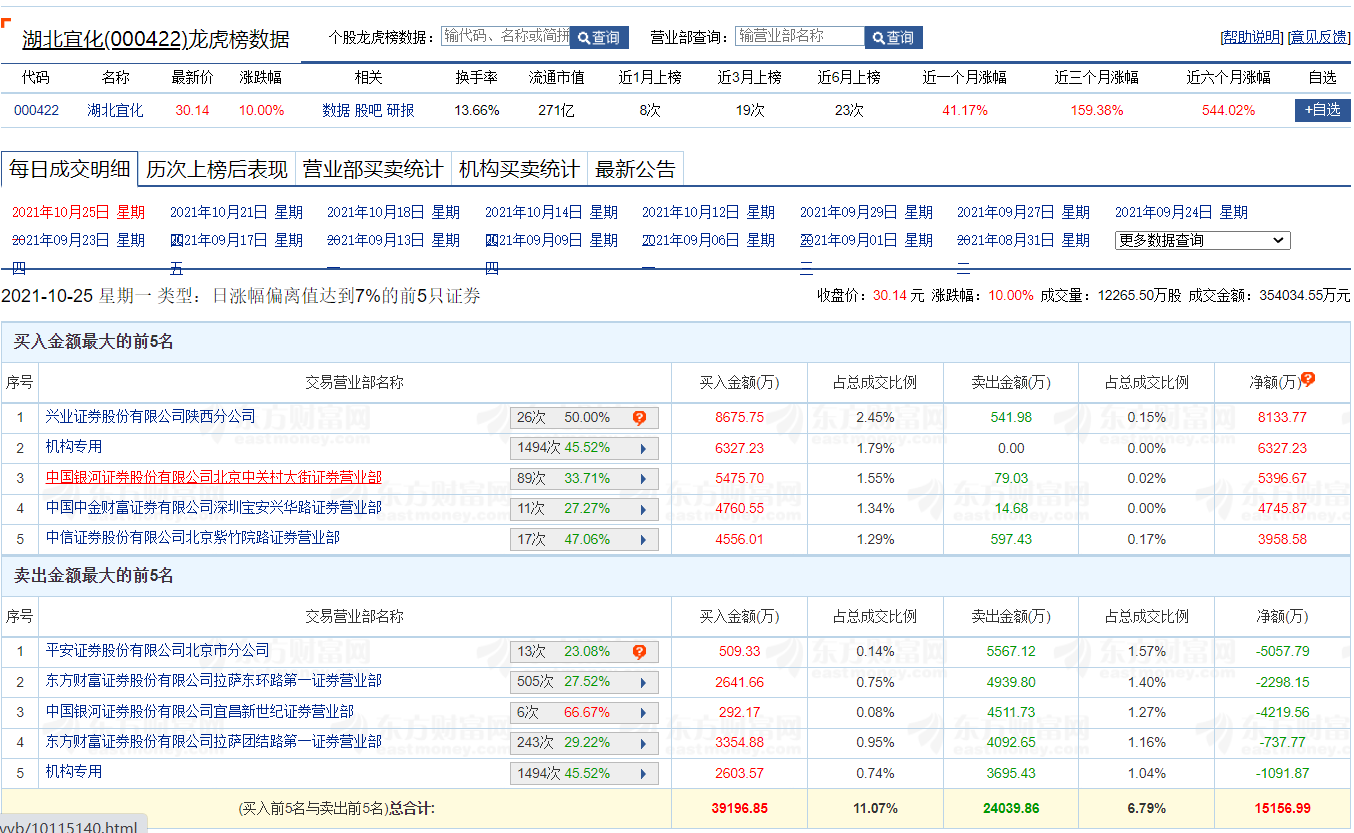 湖北宜化(000422)龙虎榜数据 个股龙虎榜数据： 输代码、名称或简拼 查询 营业部查询： 输营业部名称 查询 [帮助说明] [意见反馈]
代码 名称 最新价 涨跌幅 相关 换手率 流通市值 近1月上榜 近3月上榜 近6月上榜 近一个月涨幅 近三个月涨幅 近六个月涨幅 自选
000422 湖北宜化 30.14 10.00% 数据 股吧 研报 13.66% 271亿 8次 19次 23次 41.17% 159.38% 544.02% +自选
每日成交明细 历次上榜后表现 营业部买卖统计 机构买卖统计 最新公告
2021年10月25日 星期 2021年10月21日 星期 2021年10月18日 星期 2021年10月14日 星期 2021年10月12日 星期 2021年09月29日 星期 2021年09月27日 星期 2021年09月24日 星期
2021年09月23日 星期 2021年09月17日 星期 2021年09月13日 星期 2021年09月09日 星期 2021年09月06日 星期 2021年09月01日 星期 2021年08月31日 星期 更多数据查询
四 五 一 四 一 三 二
2021-10-25 星期一 类型： 日涨幅偏离值达到7%的前5只证券 收盘价：30.14 元 涨跌幅：10.00% 成交量：12265.50万股 成交金额：354034.55万元
买入金额最大的前5名
序号 交易营业部名称 买入金额(万) 占总成交比例 卖出金额(万) 占总成交比例 净额(万)
1 兴业证券股份有限公司陕西分公司 26次 50.00% 8675.75 2.45% 541.98 0.15% 8133.77
2 机构专用 1494次 45.52% 6327.23 1.79% 0.00 0.00% 6327.23
3 中国银河证券股份有限公司北京中关村大街证券营业部 89次 33.71% 5475.70 1.55% 79.03 0.02% 5396.67
4 中国中金财富证券有限公司深圳宝安兴华路证券营业部 11次 27.27% 4760.55 1.34% 14.68 0.00% 4745.87
5 中信证券股份有限公司北京紫竹院路证券营业部 17次 47.06% 4556.01 1.29% 597.43 0.17% 3958.58
卖出金额最大的前5名
序号 交易营业部名称 买入金额(万) 占总成交比例 卖出金额(万) 占总成交比例 净额(万)
1 平安证券股份有限公司北京市分公司 13次 23.08% 509.33 0.14% 5567.12 1.57% -5057.79
2 东方财富证券股份有限公司拉萨东环路第一证券营业部 505次 27.52% 2641.66 0.75% 4939.80 1.40% -2298.15
3 中国银河证券股份有限公司宜昌新世纪证券营业部 6次 66.67% 292.17 0.08% 4511.73 1.27% -4219.56
4 东方财富证券股份有限公司拉萨团结路第一证券营业部 243次 29.22% 3354.88 0.95% 4092.65 1.16% -737.77
5 机构专用 1494次 45.52% 2603.57 0.74% 3695.43 1.04% -1091.87
(买入前5名与卖出前5名)总合计: 39196.85 11.07% 24039.86 6.79% 15156.99
yyb/10115140.html